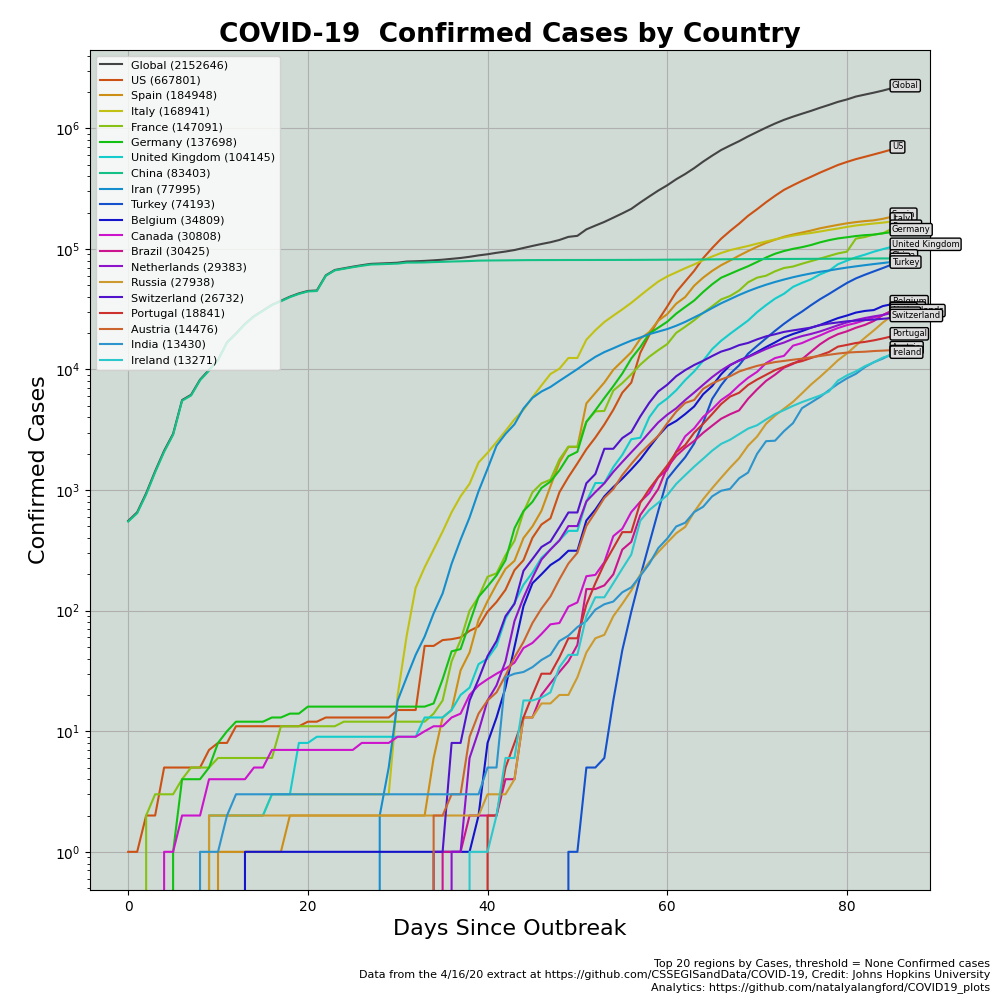 COVID-19  Confirmed Cases by Country
Global (2152646)
US (667801)
Spain (184948)
Italy (168941)
France (147091)
Germany (137698)
United Kingdom (104145)
China (83403)
Iran (77995)
Turkey (74193)
Belgium (34809)
Canada (30808)
Brazil (30425)
Netherlands (29383)
Russia (27938)
Switzerland (26732)
Portugal (18841)
Austria (14476)
India (13430)
Ireland (13271)
Global
US
Italy
Germany
United Kingdom
Turkey
Belgium
Switzerland
Portugal
Ireland
10^6
10^5
10^4
10^3
10^2
10^1
10^0
Confirmed Cases
0 20 40 60 80
Days Since Outbreak
Top 20 regions by Cases, threshold = None Confirmed cases
Data from the 4/16/20 extract at https://github.com/CSSEGISandData/COVID-19, Credit: Johns Hopkins University
Analytics: https://github.com/natalyalangford/COVID19_plots